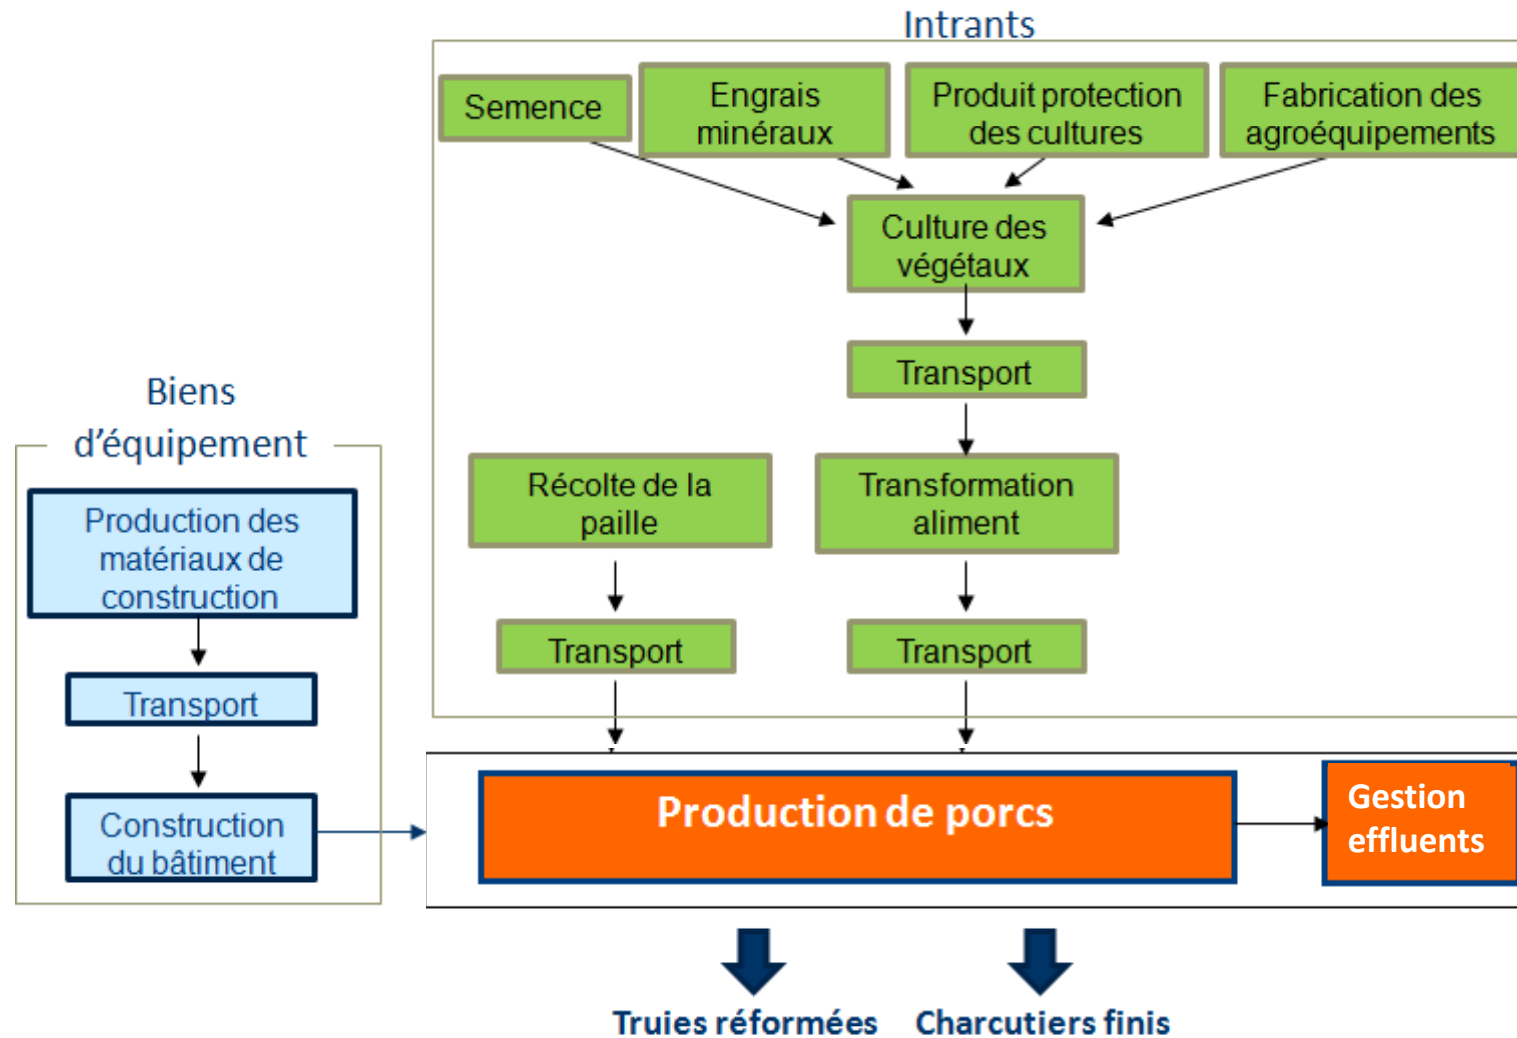 Intrants
Semence
Engrais
minéraux
Produit protection
des cultures
Fabrication des
agroéquipements
Culture des
végétaux
Transport
Biens
d'équipement
Production des
matériaux de
construction
Transport
Construction
du bâtiment
Récolte de la
paille
Transport
Transformation
aliment
Transport
Production de porcs
Gestion
effluents
Truies réformées
Charcutiers finis